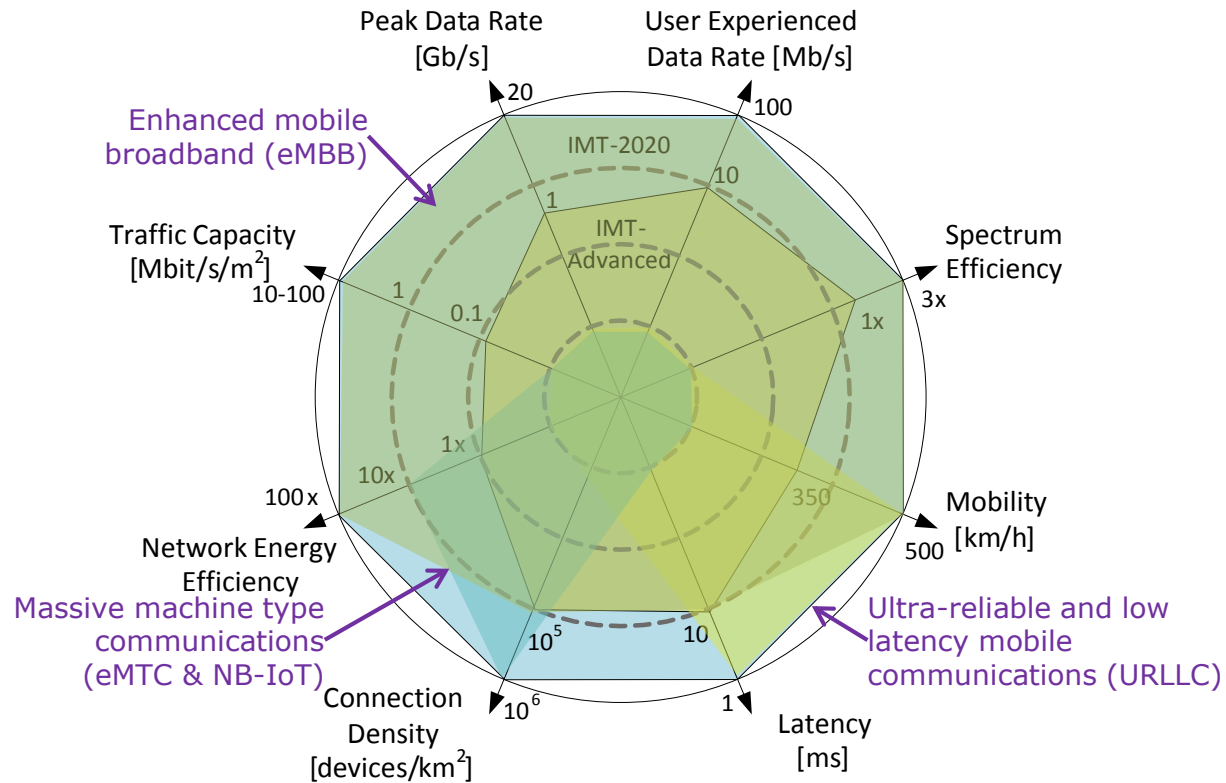 Peak Data Rate
[Gb/s]
User Experienced
Data Rate [Mb/s]
20
100
Enhanced mobile
broadband (eMBB)
IMT-2020
10
1
IMT-
Advanced
Traffic Capacity
[Mbit/s/m²]
10-100
1
0.1
Spectrum
Efficiency
3x
1x
1x
10x
100x
Network Energy
Efficiency
350
500
Mobility
[km/h]
Massive machine type
communications
(eMTC & NB-IoT)
10⁵
10
Ultra-reliable and low
latency mobile
communications (URLLC)
Connection
Density
[devices/km²]
10⁶
1
Latency
[ms]